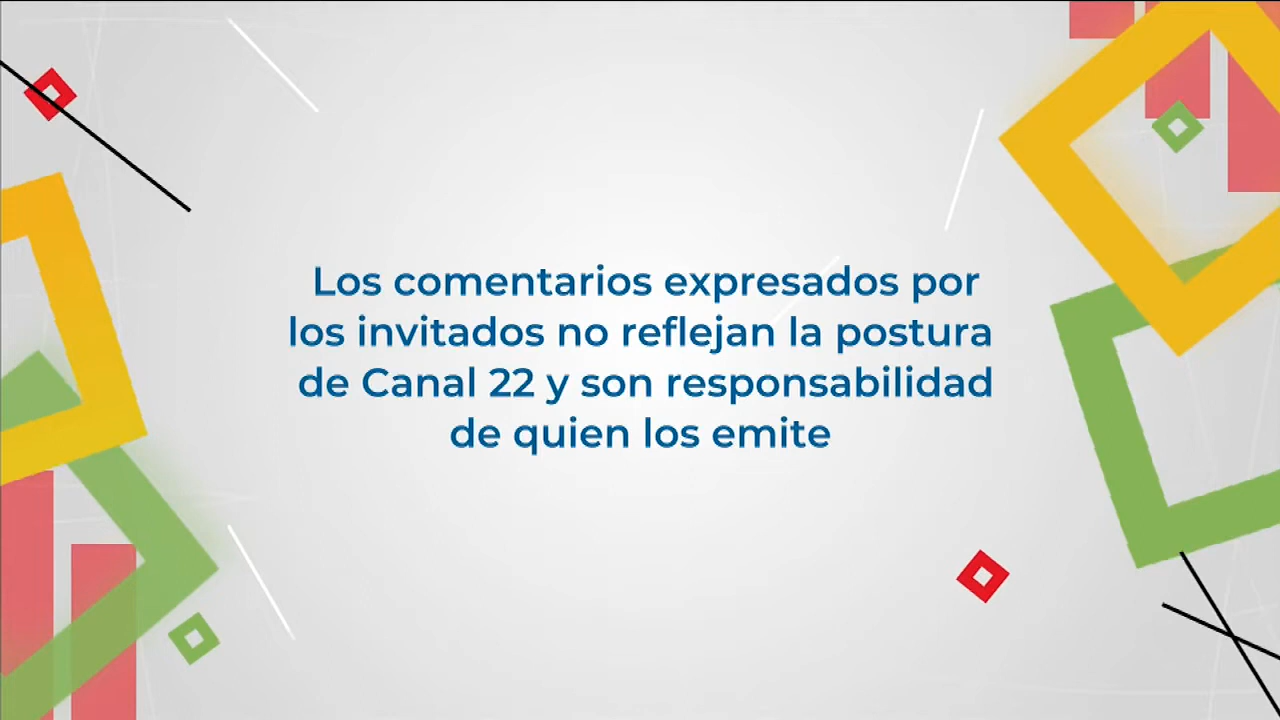 Los comentarios expresados por
los invitados no reflejan la postura
de Canal 22 y son responsabilidad
de quien los emite